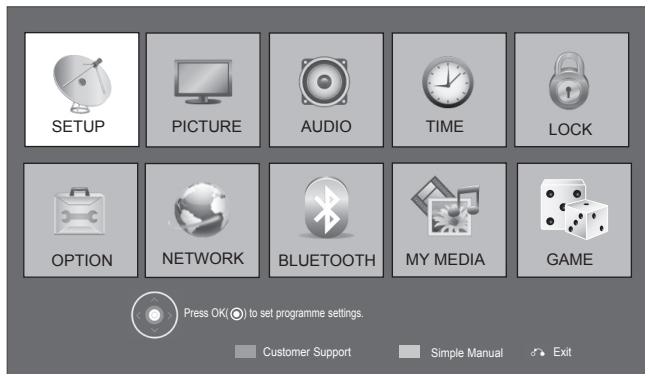 SETUP PICTURE AUDIO TIME LOCK
OPTION NETWORK BLUETOOTH MY MEDIA GAME
Press OK(◉) to set programme settings.
Customer Support Simple Manual Exit